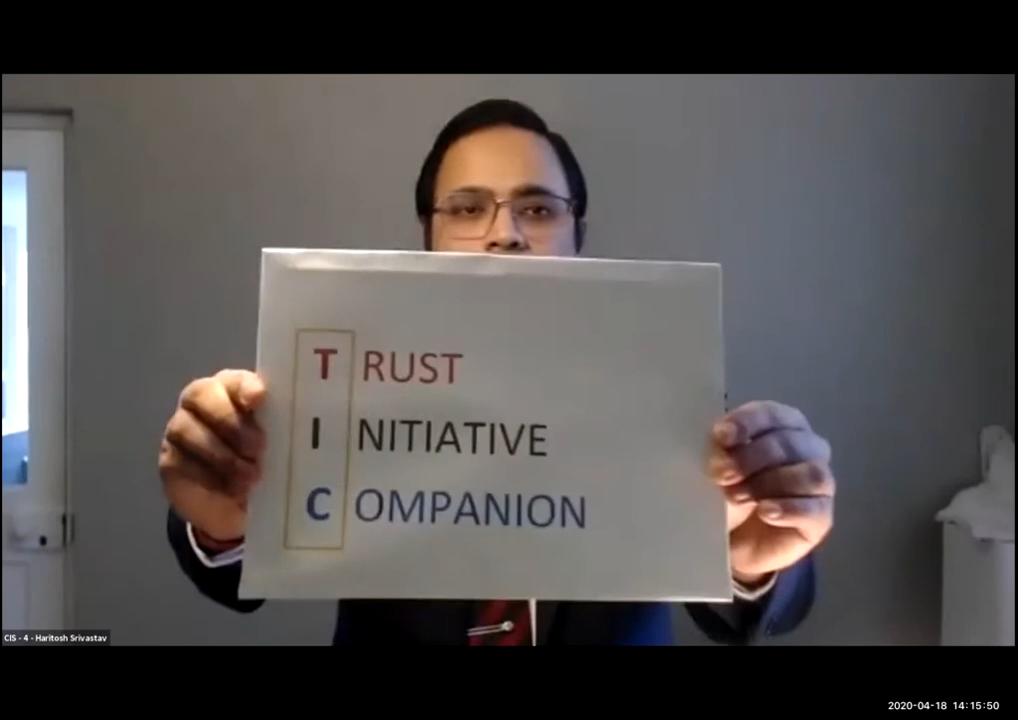 TRUST
INITIATIVE
COMPANION
CIS - 4 - Haritosh Srivastav
2020-04-18 14:15:50